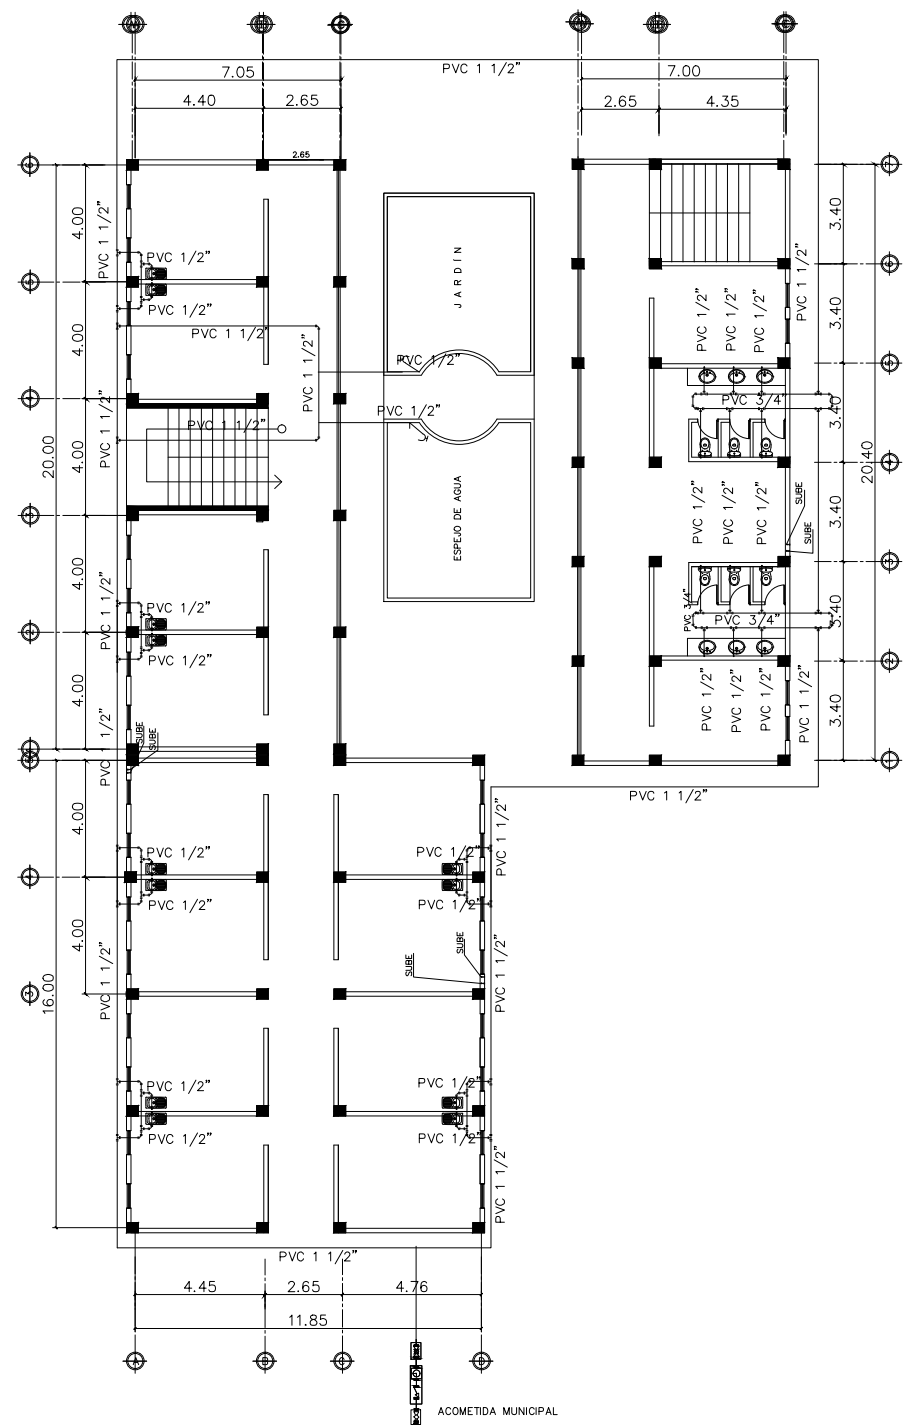 PVC 1 1/2"
7.05
7.00
4.40
2.65
2.65
4.35
2.65
4.00
PVC 1 1/2"
PVC 1/2"
PVC 1/2"
JARDIN
3.40
PVC 1 1/2"
PVC 1/2"
PVC 1/2"
PVC 1/2"
3.40
4.00
PVC 1 1/2"
PVC 1 1/2"
PVC 1/2"
PVC 3/4"
3.40
20.00
4.00
PVC 1 1/2"
PVC 1 1/2"
PVC 1/2"
20.40
ESPEJO DE AGUA
PVC 1/2"
PVC 1/2"
PVC 1/2"
SUBE
SUBE
3.40
4.00
PVC 1 1/2"
PVC 1/2"
PVC 1/2"
PVC 3/4"
PVC 3/4"
3.40
4.00
PVC 1/2"
PVC 1/2"
PVC 1/2"
PVC 1 1/2"
3.40
PVC 1 1/2"
SUBE
SUBE
PVC 1 1/2"
4.00
PVC 1/2"
PVC 1/2"
PVC 1 1/2"
PVC 1/2"
PVC 1/2"
4.00
PVC 1 1/2"
SUBE
SUBE
PVC 1 1/2"
16.00
PVC 1/2"
PVC 1/2"
PVC 1/2"
PVC 1/2"
PVC 1 1/2"
PVC 1 1/2"
4.45
2.65
4.76
11.85
ACOMETIDA MUNICIPAL